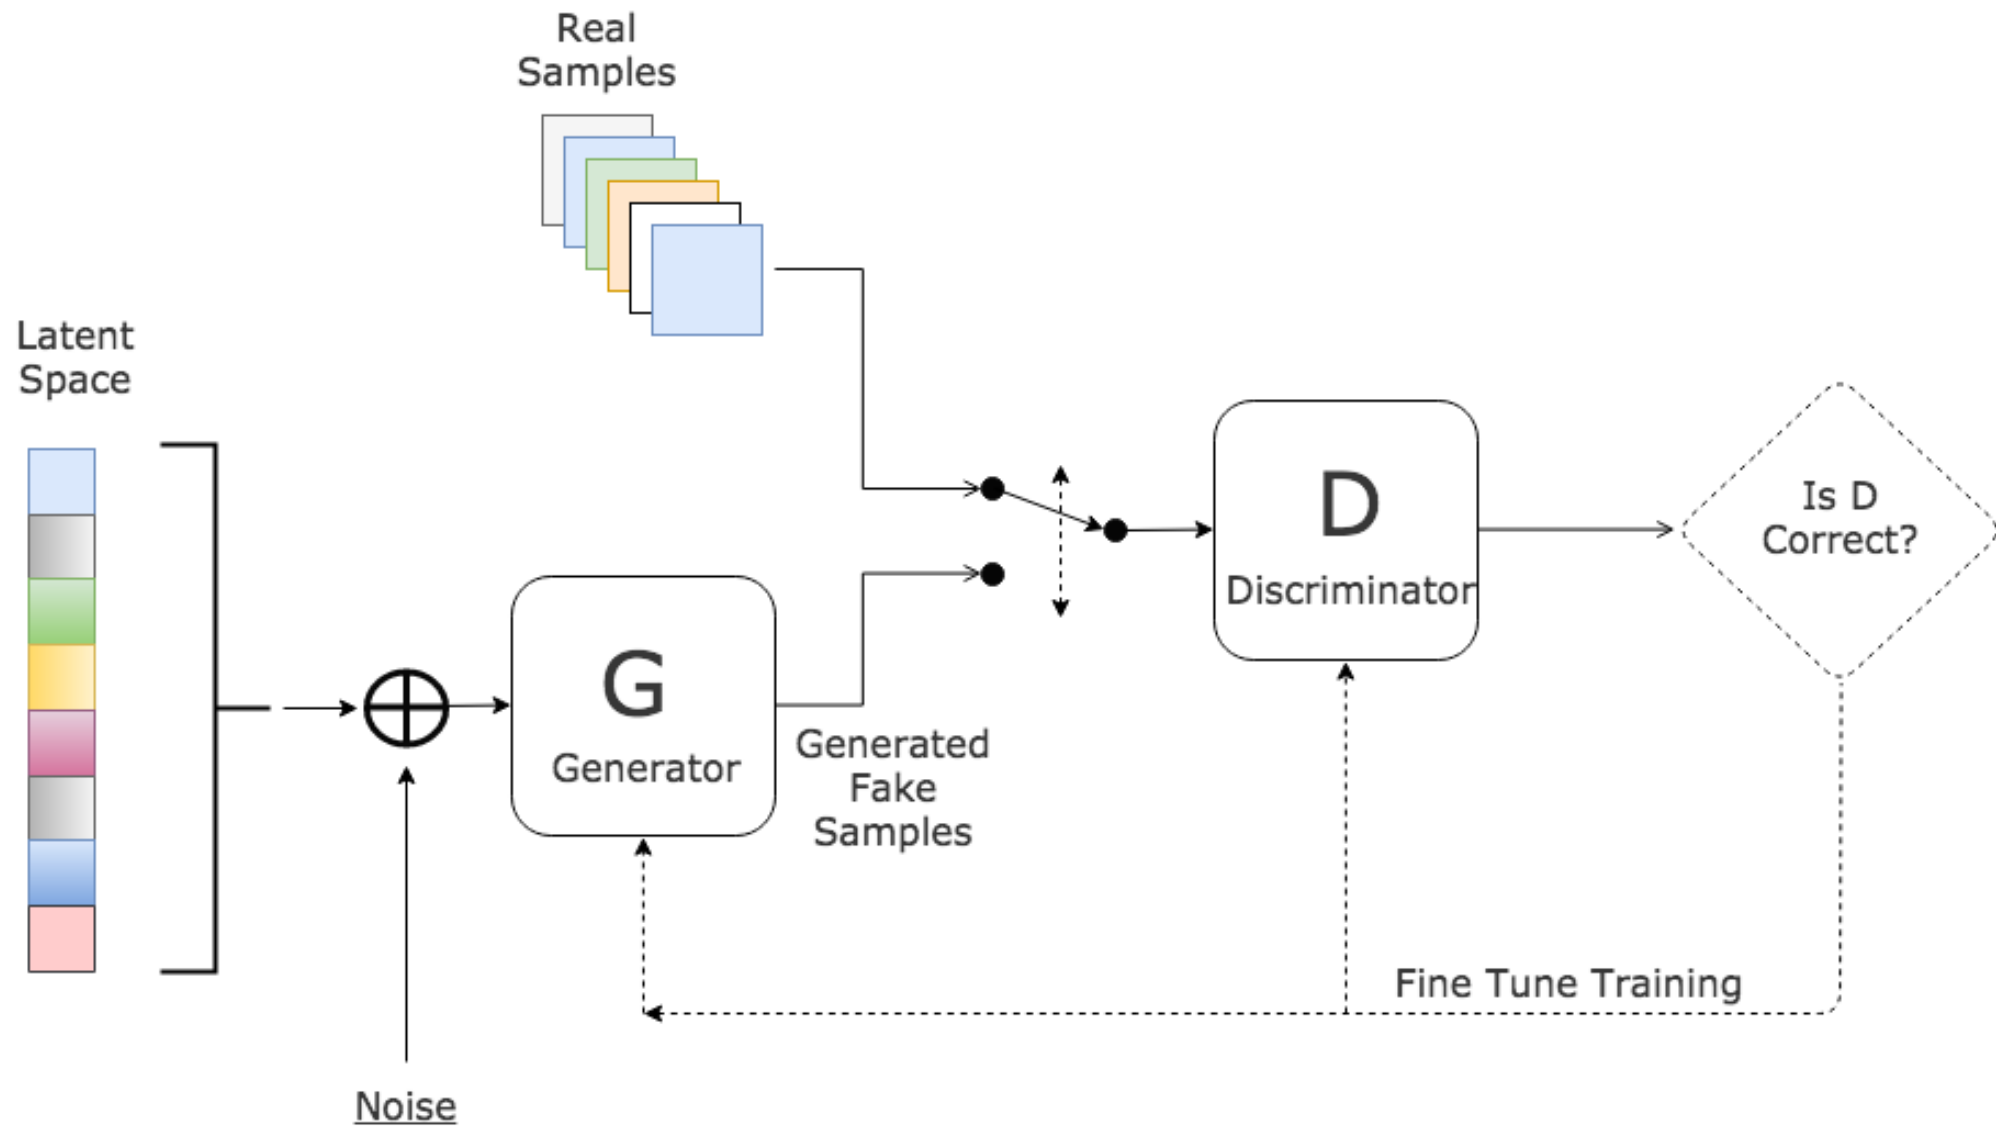 Real
Samples
Latent
Space
D
Discriminator
Is D
Correct?
G
Generator
Generated
Fake
Samples
Fine Tune Training
Noise